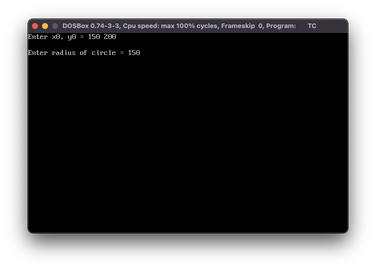 DOSBox 0.74-3-3, Cpu speed: max 100% cycles, Frameskip 0, Program: TC
Enter x0, y0 = 150 200
Enter radius of circle = 150